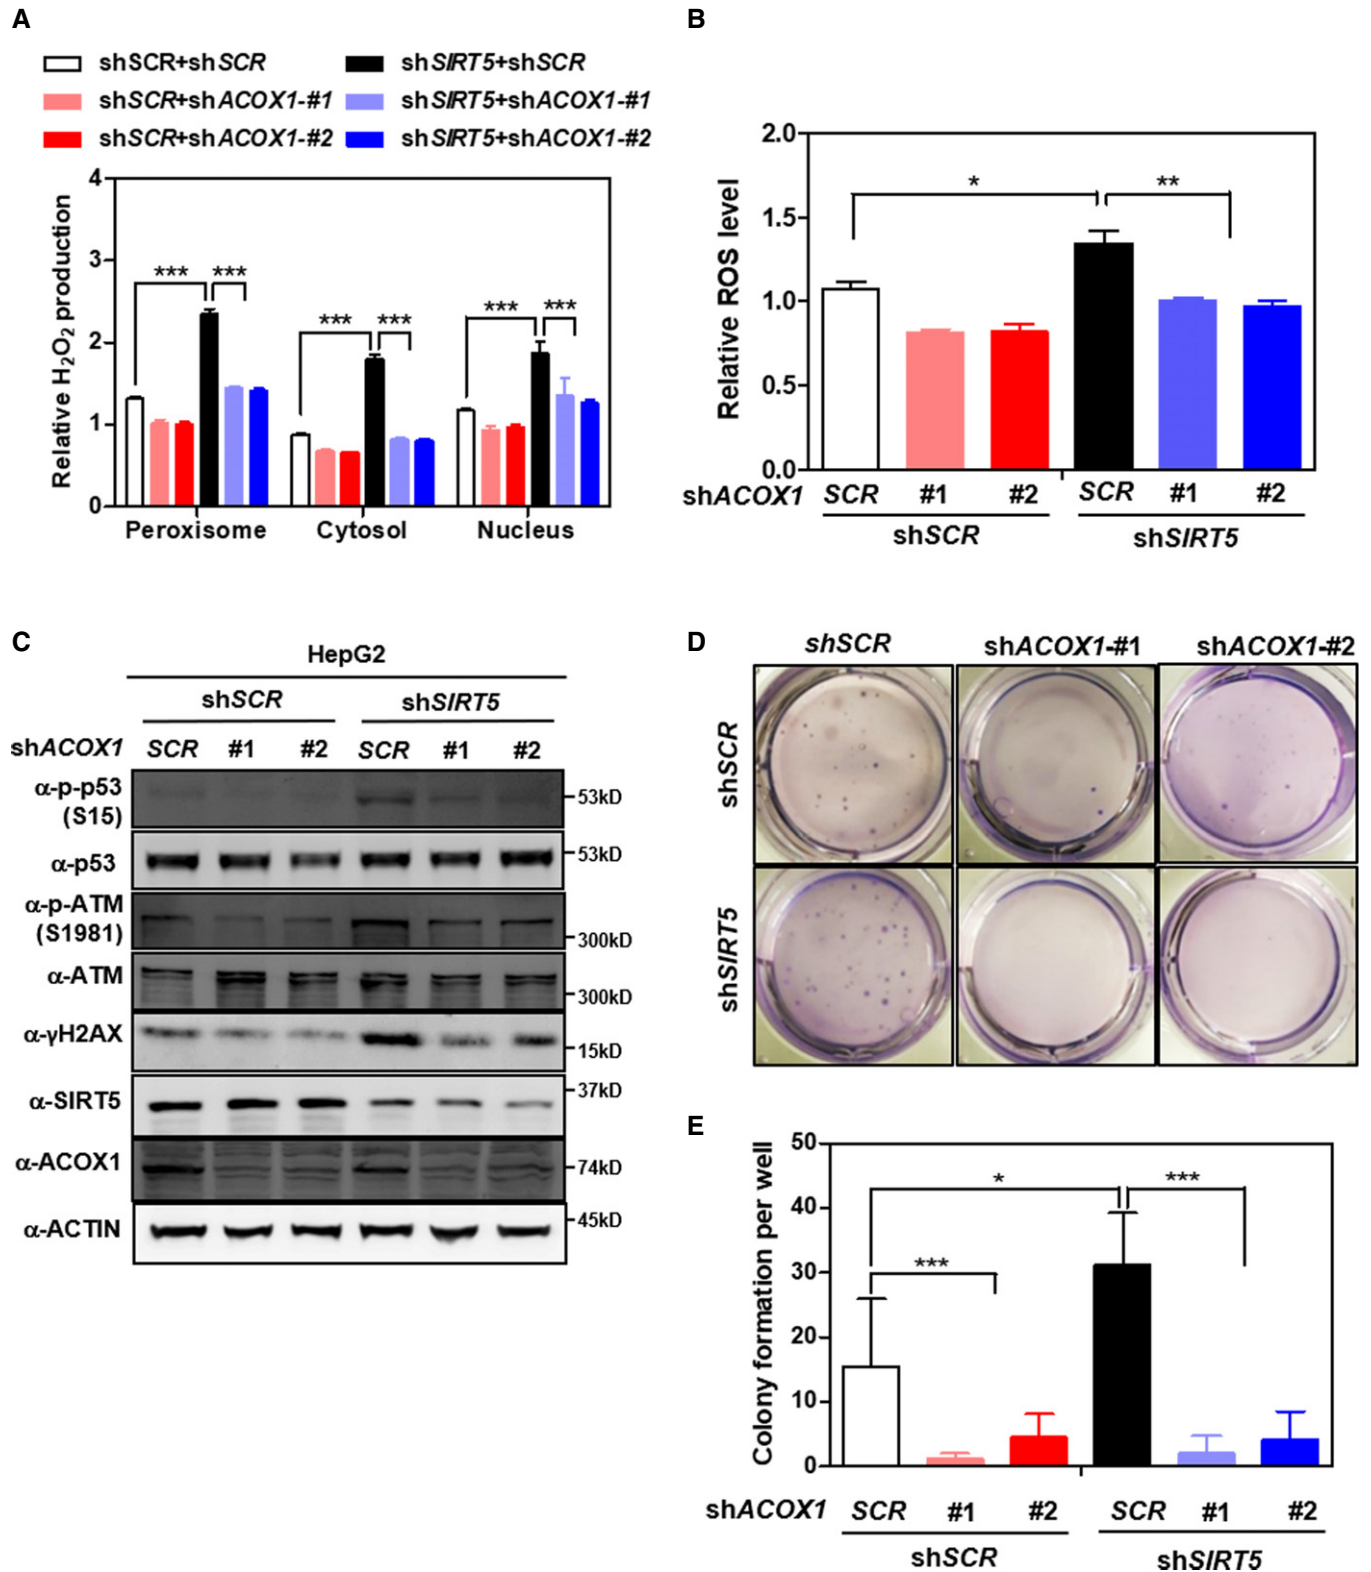 A
shSCR+shSCR
shSIRT5+shSCR
shSCR+shACOX1-#1
shSIRT5+shACOX1-#1
shSCR+shACOX1-#2
shSIRT5+shACOX1-#2
Relative H2O2 production
4
3
2
1
0
*** ***
*** ***
*** ***
Peroxisome Cytosol Nucleus
B
Relative ROS level
2.0
1.5
1.0
0.5
0.0
* **
shACOX1 SCR #1 #2 SCR #1 #2
shSCR shSIRT5
C
HepG2
shSCR shSIRT5
shACOX1 SCR #1 #2 SCR #1 #2
α-p-p53
(S15)
53kD
α-p53
53kD
α-p-ATM
(S1981)
300kD
α-ATM
300kD
α-γH2AX
15kD
α-SIRT5
37kD
α-ACOX1
74kD
α-ACTIN
45kD
D
shSCR shACOX1-#1 shACOX1-#2
shSCR
shSIRT5
E
Colony formation per well
50
40
30
20
10
0
* ***
***
shACOX1 SCR #1 #2 SCR #1 #2
shSCR shSIRT5